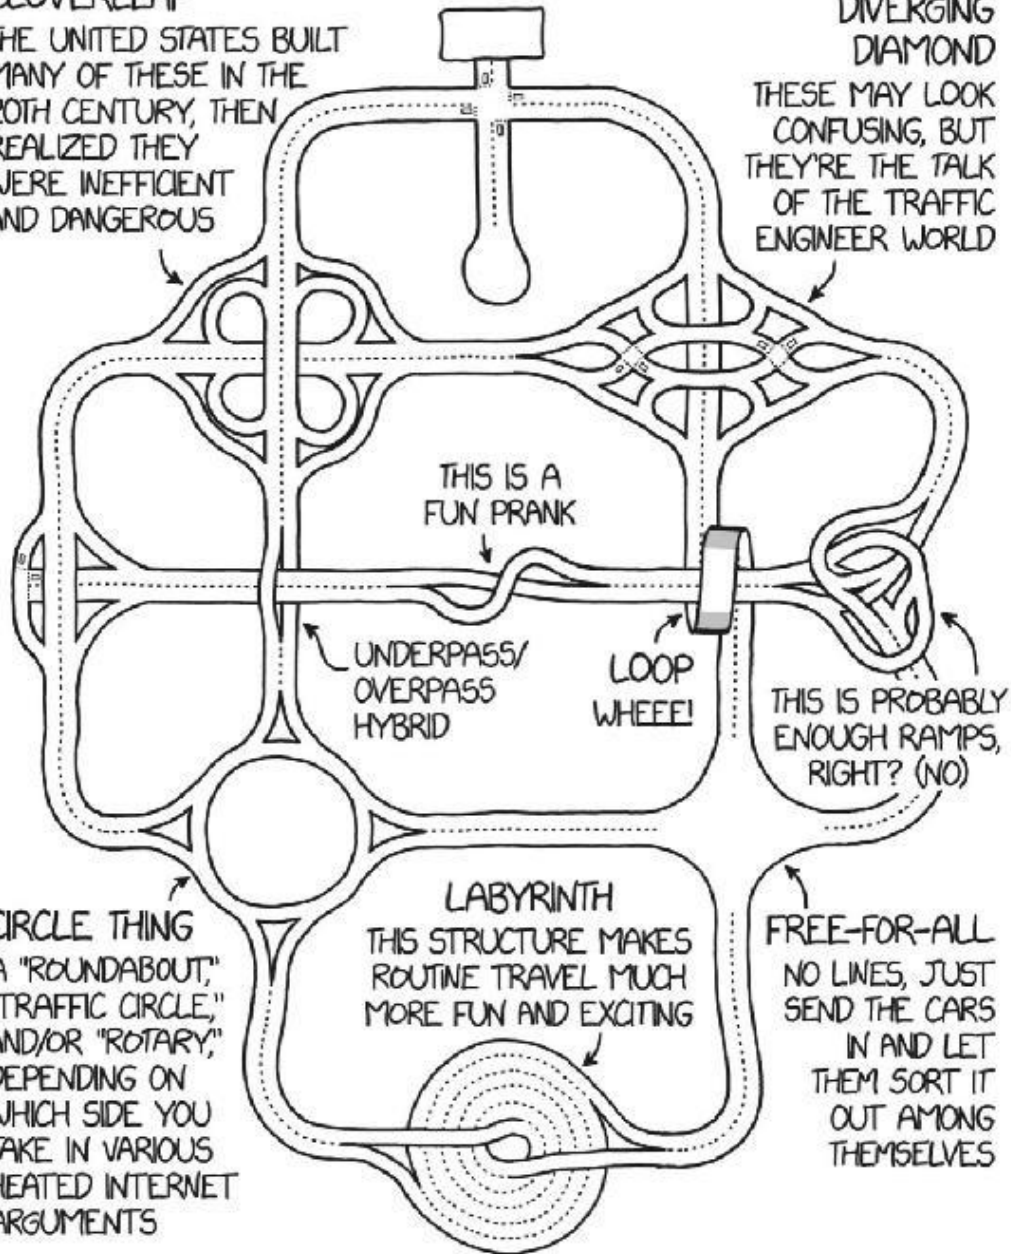 HE UNITED STATES BUILT
MANY OF THESE IN THE
20TH CENTURY, THEN
REALIZED THEY
WERE INEFFICIENT
AND DANGEROUS
DIVERGING
DIAMOND
THESE MAY LOOK
CONFUSING, BUT
THEY'RE THE TALK
OF THE TRAFFIC
ENGINEER WORLD
THIS IS A
FUN PRANK
UNDERPASS/
OVERPASS
HYBRID
LOOP
WHEEE!
THIS IS PROBABLY
ENOUGH RAMPS,
RIGHT? (NO)
CIRCLE THING
A "ROUNDABOUT,"
"TRAFFIC CIRCLE,"
AND/OR "ROTARY,"
DEPENDING ON
WHICH SIDE YOU
TAKE IN VARIOUS
HEATED INTERNET
ARGUMENTS
LABYRINTH
THIS STRUCTURE MAKES
ROUTINE TRAVEL MUCH
MORE FUN AND EXCITING
FREE-FOR-ALL
NO LINES, JUST
SEND THE CARS
IN AND LET
THEM SORT IT
OUT AMONG
THEMSELVES